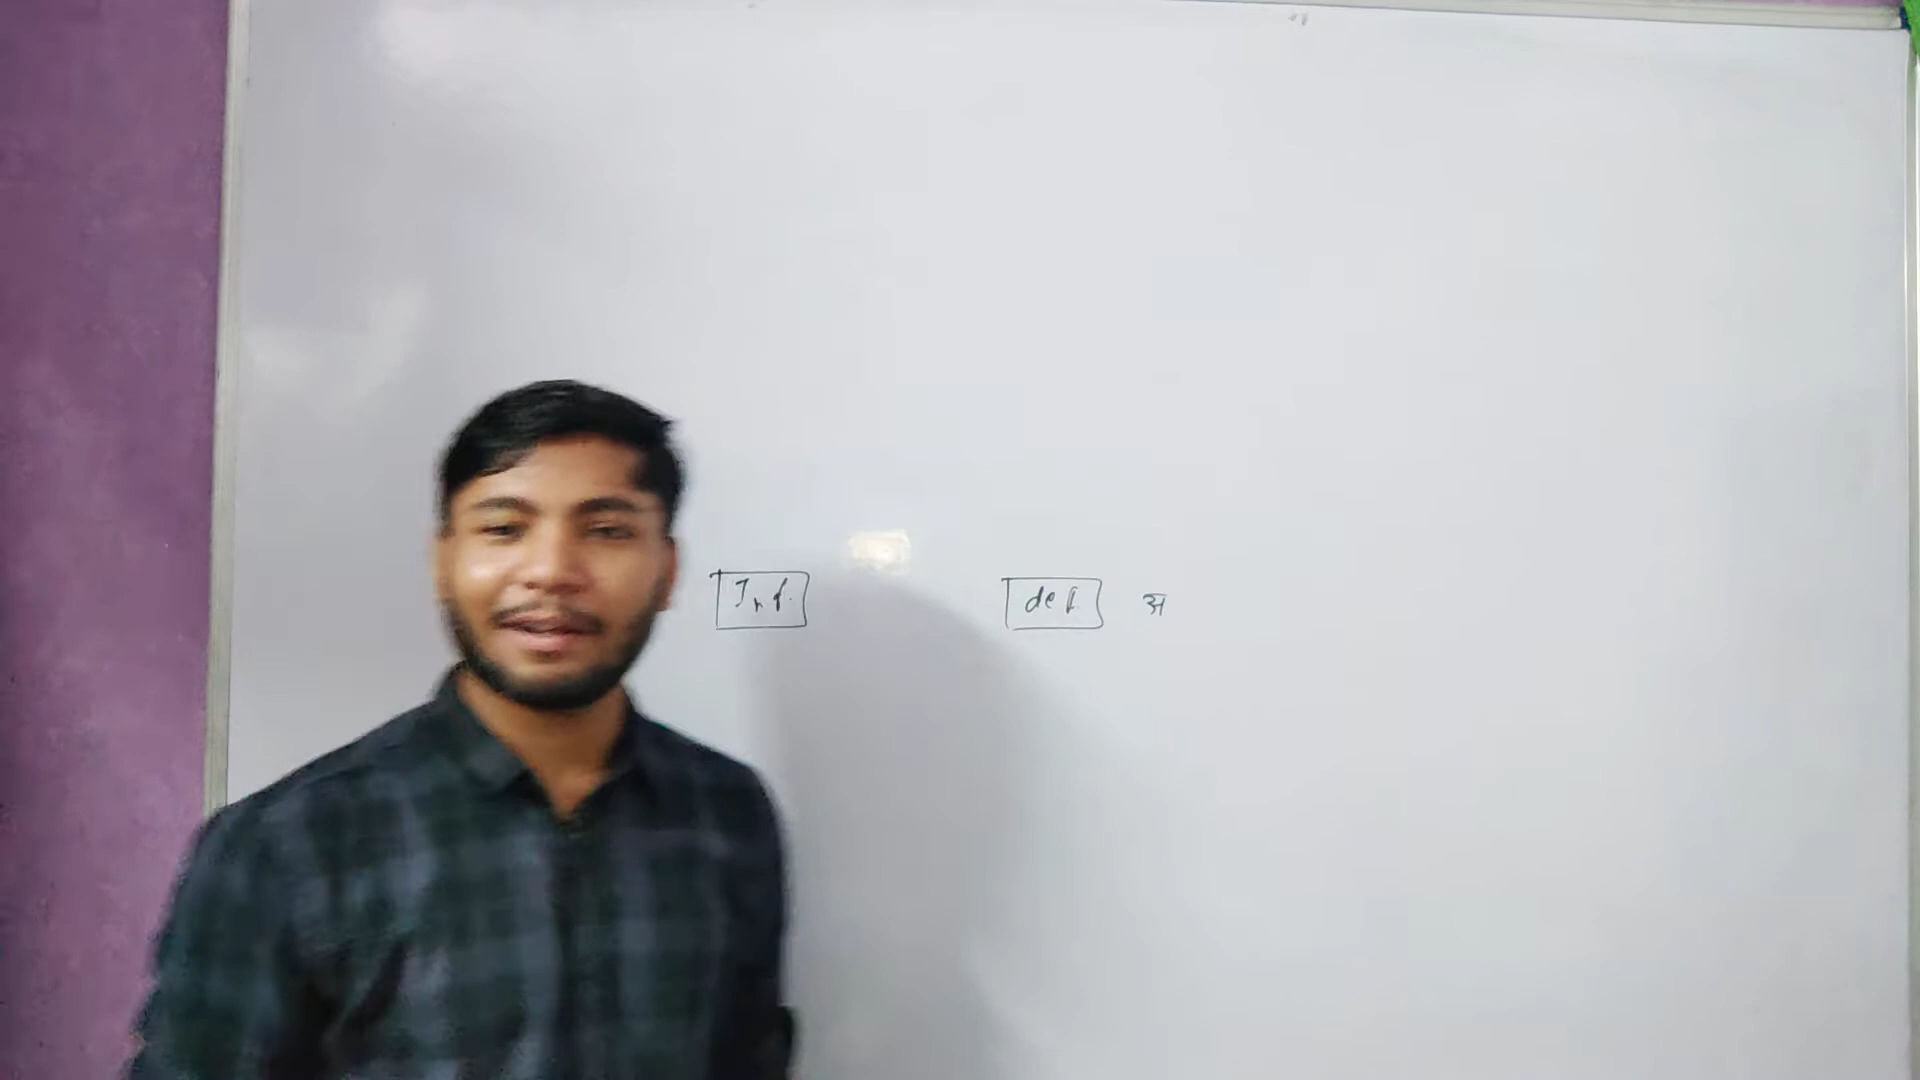 Inf. def. अ